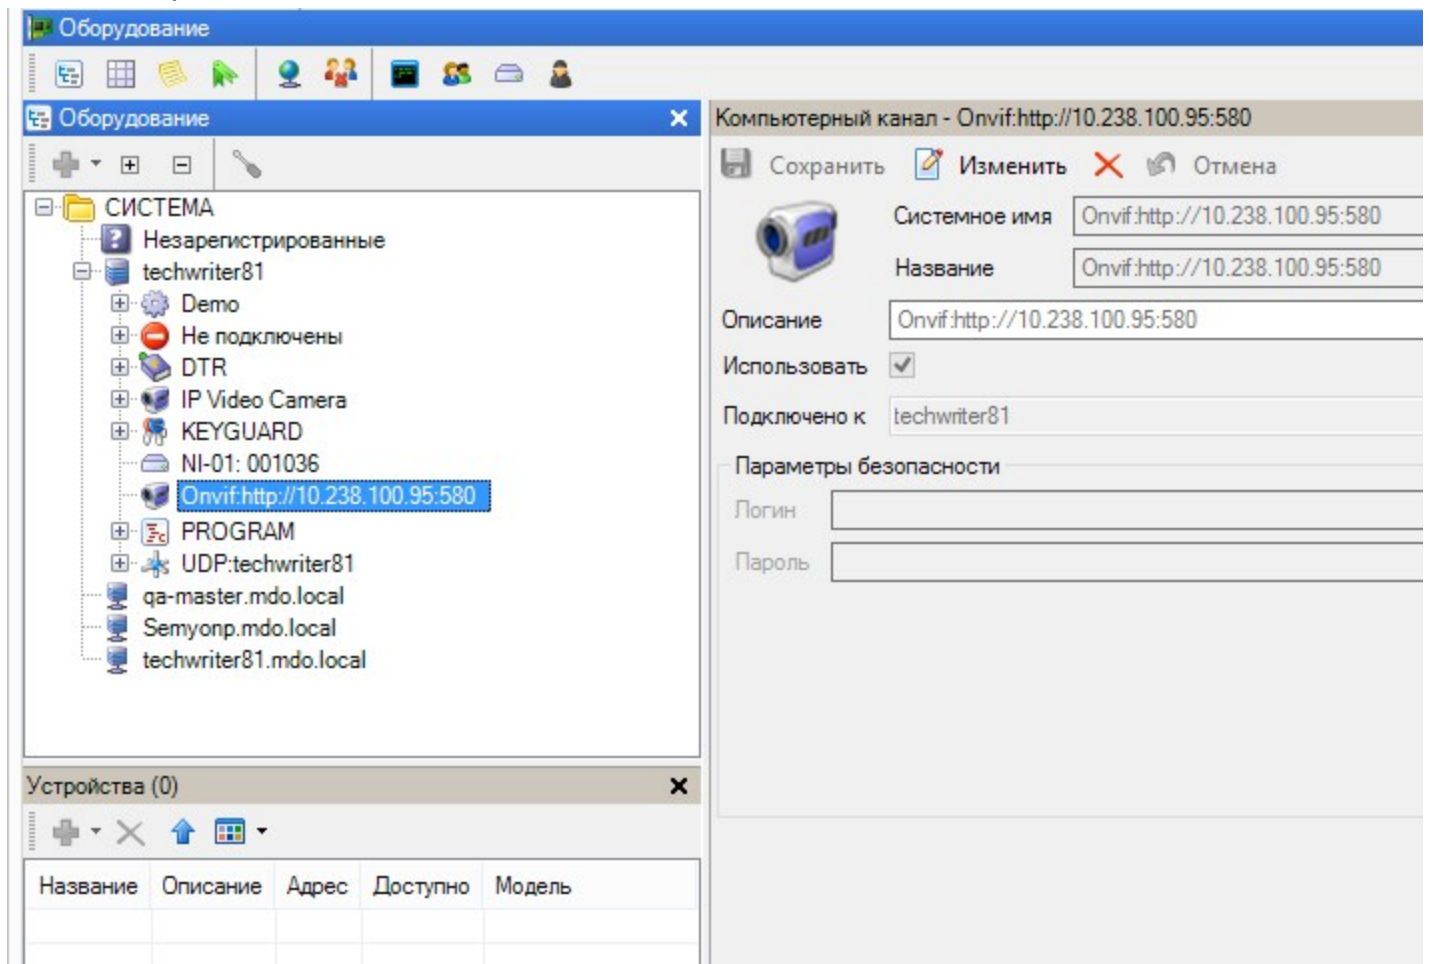 Оборудование
Оборудование
СИСТЕМА
Незарегистрированные
techwriter81
Demo
Не подключены
DTR
IP Video Camera
KEYGUARD
NI-01: 001036
Onvif:http://10.238.100.95:580
PROGRAM
UDP:techwriter81
qa-master.mdo.local
Semyonp.mdo.local
techwriter81.mdo.local
Устройства (0)
Название Описание Адрес Доступно Модель
Компьютерный канал - Onvif:http://10.238.100.95:580
Сохранить Изменить Отмена
Системное имя Onvif:http://10.238.100.95:580
Название Onvif:http://10.238.100.95:580
Описание Onvif:http://10.238.100.95:580
Использовать
Подключено к techwriter81
Параметры безопасности
Логин
Пароль